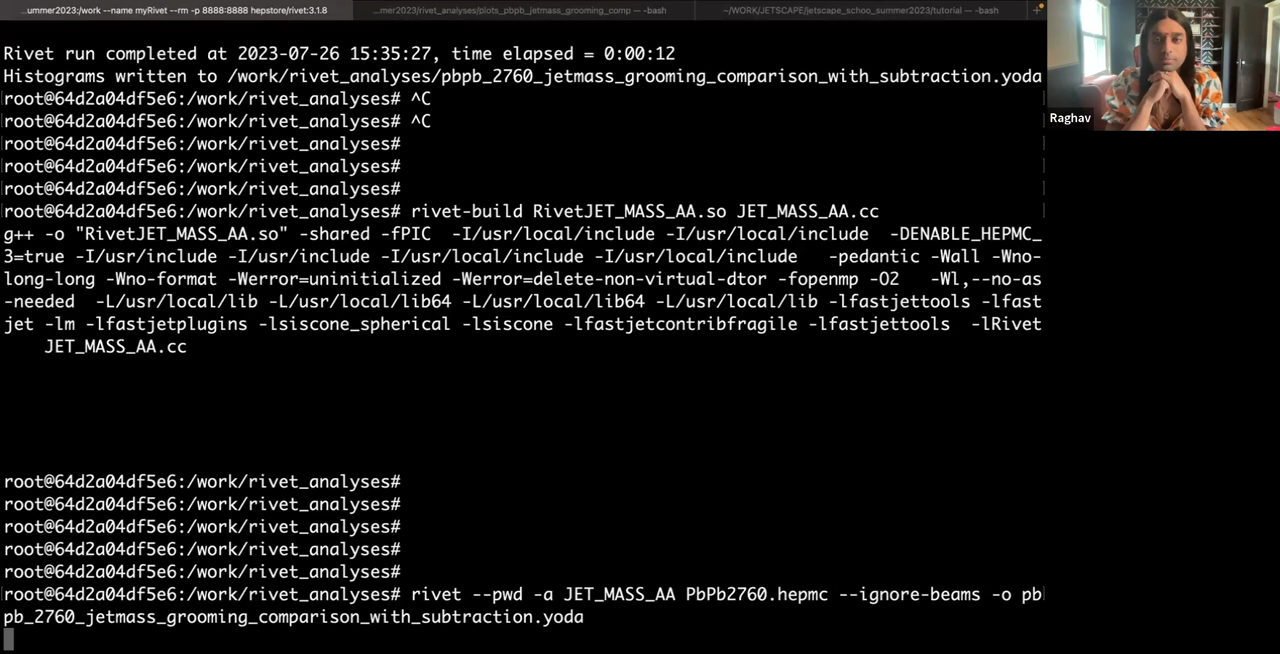 ...ummer2023:/work --name myRivet --rm -p 8888:8888 hepstore/rivet:3.1.8
...mmer2023/rivet_analyses/plots_pbpb_jetmass_grooming_comp — -bash
~/WORK/JETSCAPE/jetscape_schoo_summer2023/tutorial — -bash
+
Rivet run completed at 2023-07-26 15:35:27, time elapsed = 0:00:12
Histograms written to /work/rivet_analyses/pbpb_2760_jetmass_grooming_comparison_with_subtraction.yoda
root@64d2a04df5e6:/work/rivet_analyses# ^C
root@64d2a04df5e6:/work/rivet_analyses# ^C
root@64d2a04df5e6:/work/rivet_analyses#
root@64d2a04df5e6:/work/rivet_analyses#
root@64d2a04df5e6:/work/rivet_analyses#
root@64d2a04df5e6:/work/rivet_analyses# rivet-build RivetJET_MASS_AA.so JET_MASS_AA.cc
g++ -o "RivetJET_MASS_AA.so" -shared -fPIC  -I/usr/local/include -I/usr/local/include  -DENABLE_HEPMC_
3=true -I/usr/local/include -I/usr/local/include  -I/usr/local/include   -pedantic -Wall -Wno-
long-long -Wno-format -Werror=uninitialized -Werror=delete-non-virtual-dtor -fopenmp -O2   -Wl,--no-as
-needed  -L/usr/local/lib -L/usr/local/lib64 -L/usr/local/lib64 -L/usr/local/lib -lfastjettools -lfast
jet -lm -lfastjetplugins -lsiscone_spherical -lsiscone -lfastjetcontribfragile -lfastjettools  -lRivet
JET_MASS_AA.cc
root@64d2a04df5e6:/work/rivet_analyses#
root@64d2a04df5e6:/work/rivet_analyses#
root@64d2a04df5e6:/work/rivet_analyses#
root@64d2a04df5e6:/work/rivet_analyses#
root@64d2a04df5e6:/work/rivet_analyses#
root@64d2a04df5e6:/work/rivet_analyses# rivet --pwd -a JET_MASS_AA PbPb2760.hepmc --ignore-beams -o pb
pb_2760_jetmass_grooming_comparison_with_subtraction.yoda
Raghav